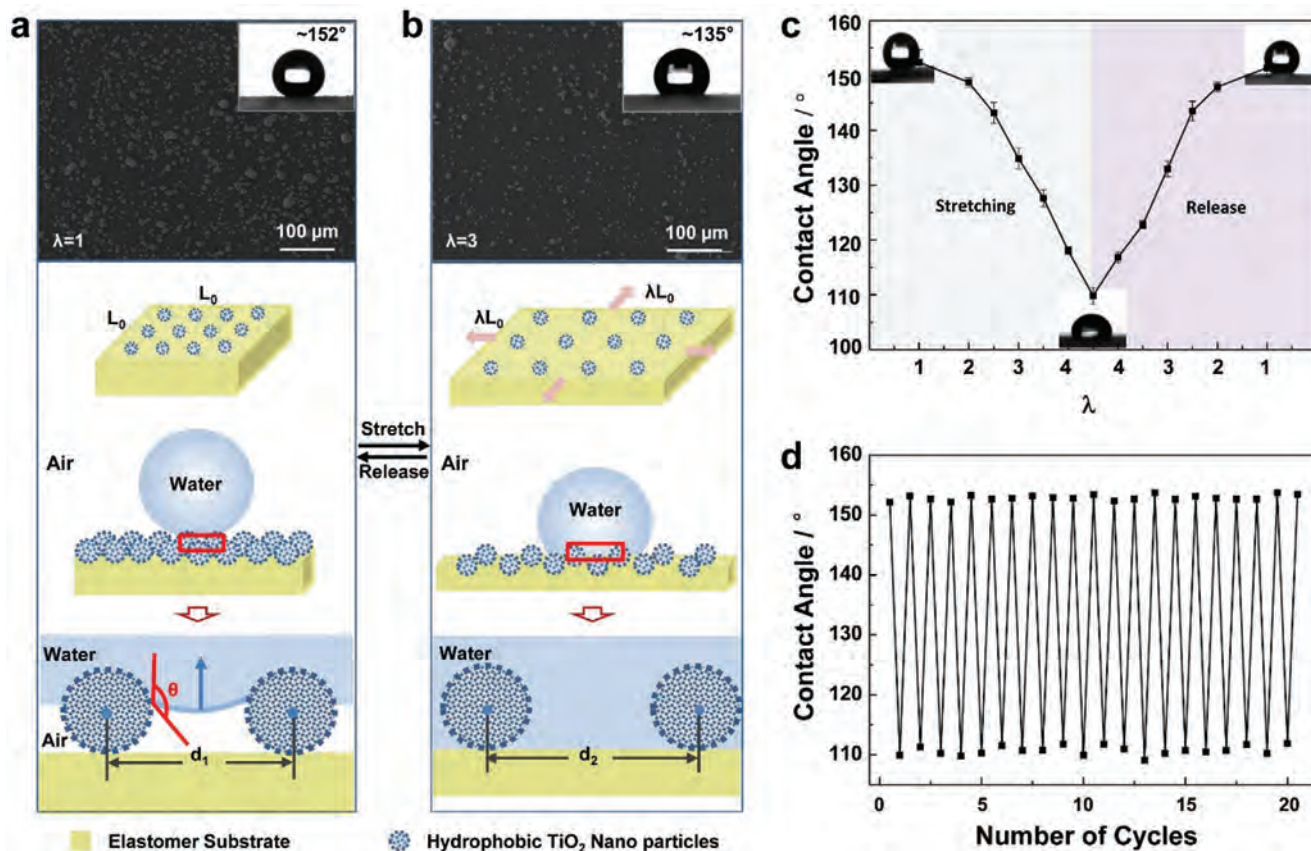 a
~152°
λ=1
100 µm
L₀
L₀
Air
Water
Water
θ
Air
d₁
Stretch
Release
b
~135°
λ=3
100 µm
λL₀
λL₀
Air
Water
Water
d₂
Elastomer Substrate
Hydrophobic TiO₂ Nano particles
c
Contact Angle / °
160
150
140
130
120
110
100
Stretching
Release
1 2 3 4 4 3 2 1
λ
d
Contact Angle / °
160
150
140
130
120
110
0 5 10 15 20
Number of Cycles